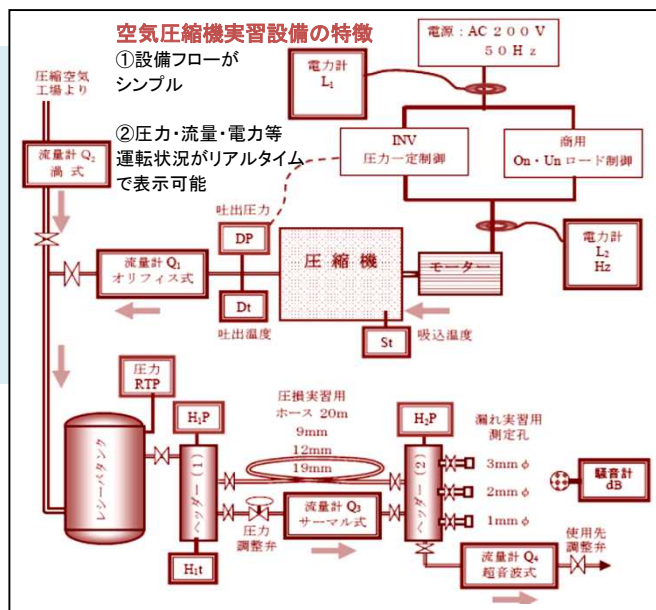 空気圧縮機実習設備の特徴
①設備フローが
シンプル
②圧力・流量・電力等
運転状況がリアルタイム
で表示可能
圧縮空気
工場より
流量計 Q₂
渦式
電力計
L₁
電源：AC２００Ｖ
５０Ｈｚ
INV
圧力一定制御
商用
On・Unロード制御
電力計
L₂
Hz
吐出圧力
DP
流量計 Q₁
オリフィス式
Dt
吐出温度
圧縮機
モーター
St
吸込温度
圧力
RTP
レシーバタンク
H₁P
ヘッダー(1)
H₁t
圧損実習用
ホース 20m
9mm
12mm
19mm
圧力
調整弁
流量計 Q₃
サーマル式
H₂P
ヘッダー(2)
漏れ実習用
測定孔
3mmφ
2mmφ
1mmφ
騒音計
dB
流量計 Q₄
超音波式
使用先
調整弁